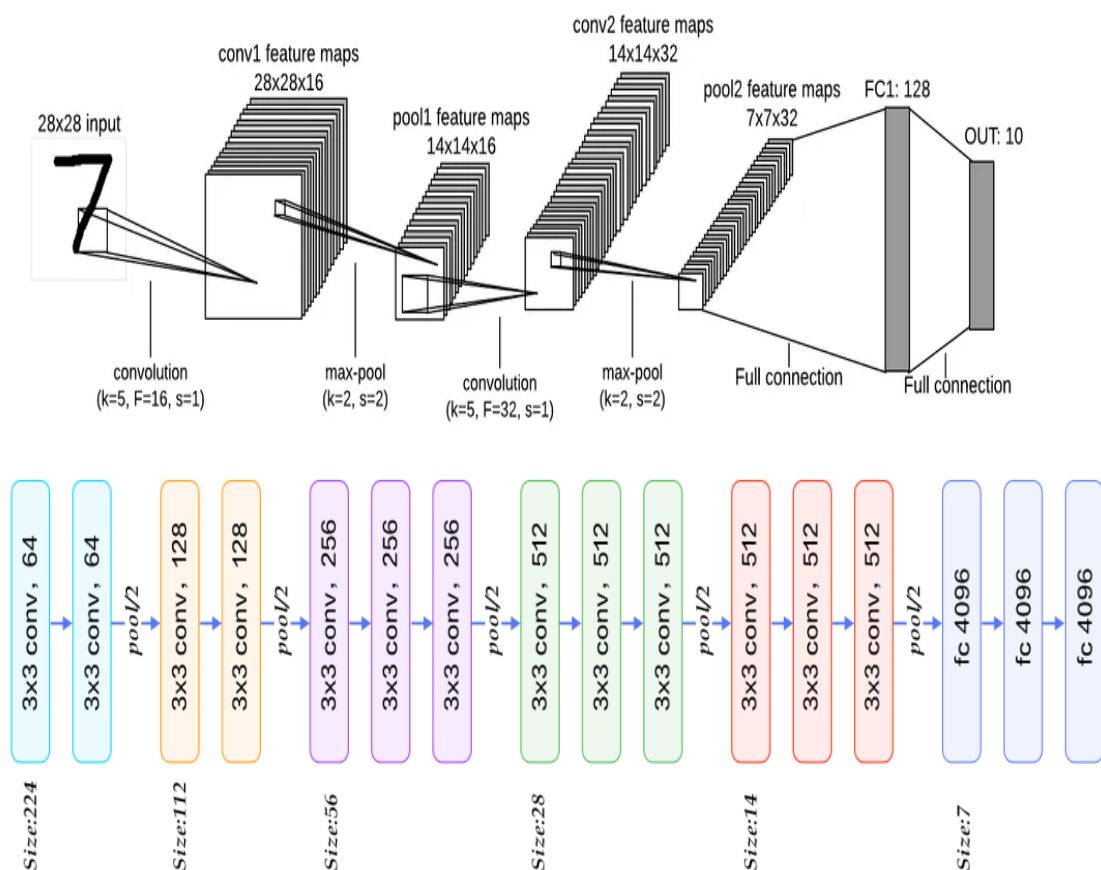 conv2 feature maps
14x14x32
conv1 feature maps
28x28x16
pool2 feature maps
7x7x32
FC1: 128
pool1 feature maps
14x14x16
28x28 input
OUT: 10
convolution
(k=5, F=16, s=1)
max-pool
(k=2, s=2)
convolution
(k=5, F=32, s=1)
max-pool
(k=2, s=2)
Full connection
Full connection
3x3 conv, 64
3x3 conv, 64
pool/2
3x3 conv, 128
3x3 conv, 128
pool/2
3x3 conv, 256
3x3 conv, 256
3x3 conv, 256
pool/2
3x3 conv, 512
3x3 conv, 512
3x3 conv, 512
pool/2
3x3 conv, 512
3x3 conv, 512
3x3 conv, 512
pool/2
fc 4096
fc 4096
fc 4096
Size:224
Size:112
Size:56
Size:28
Size:14
Size:7